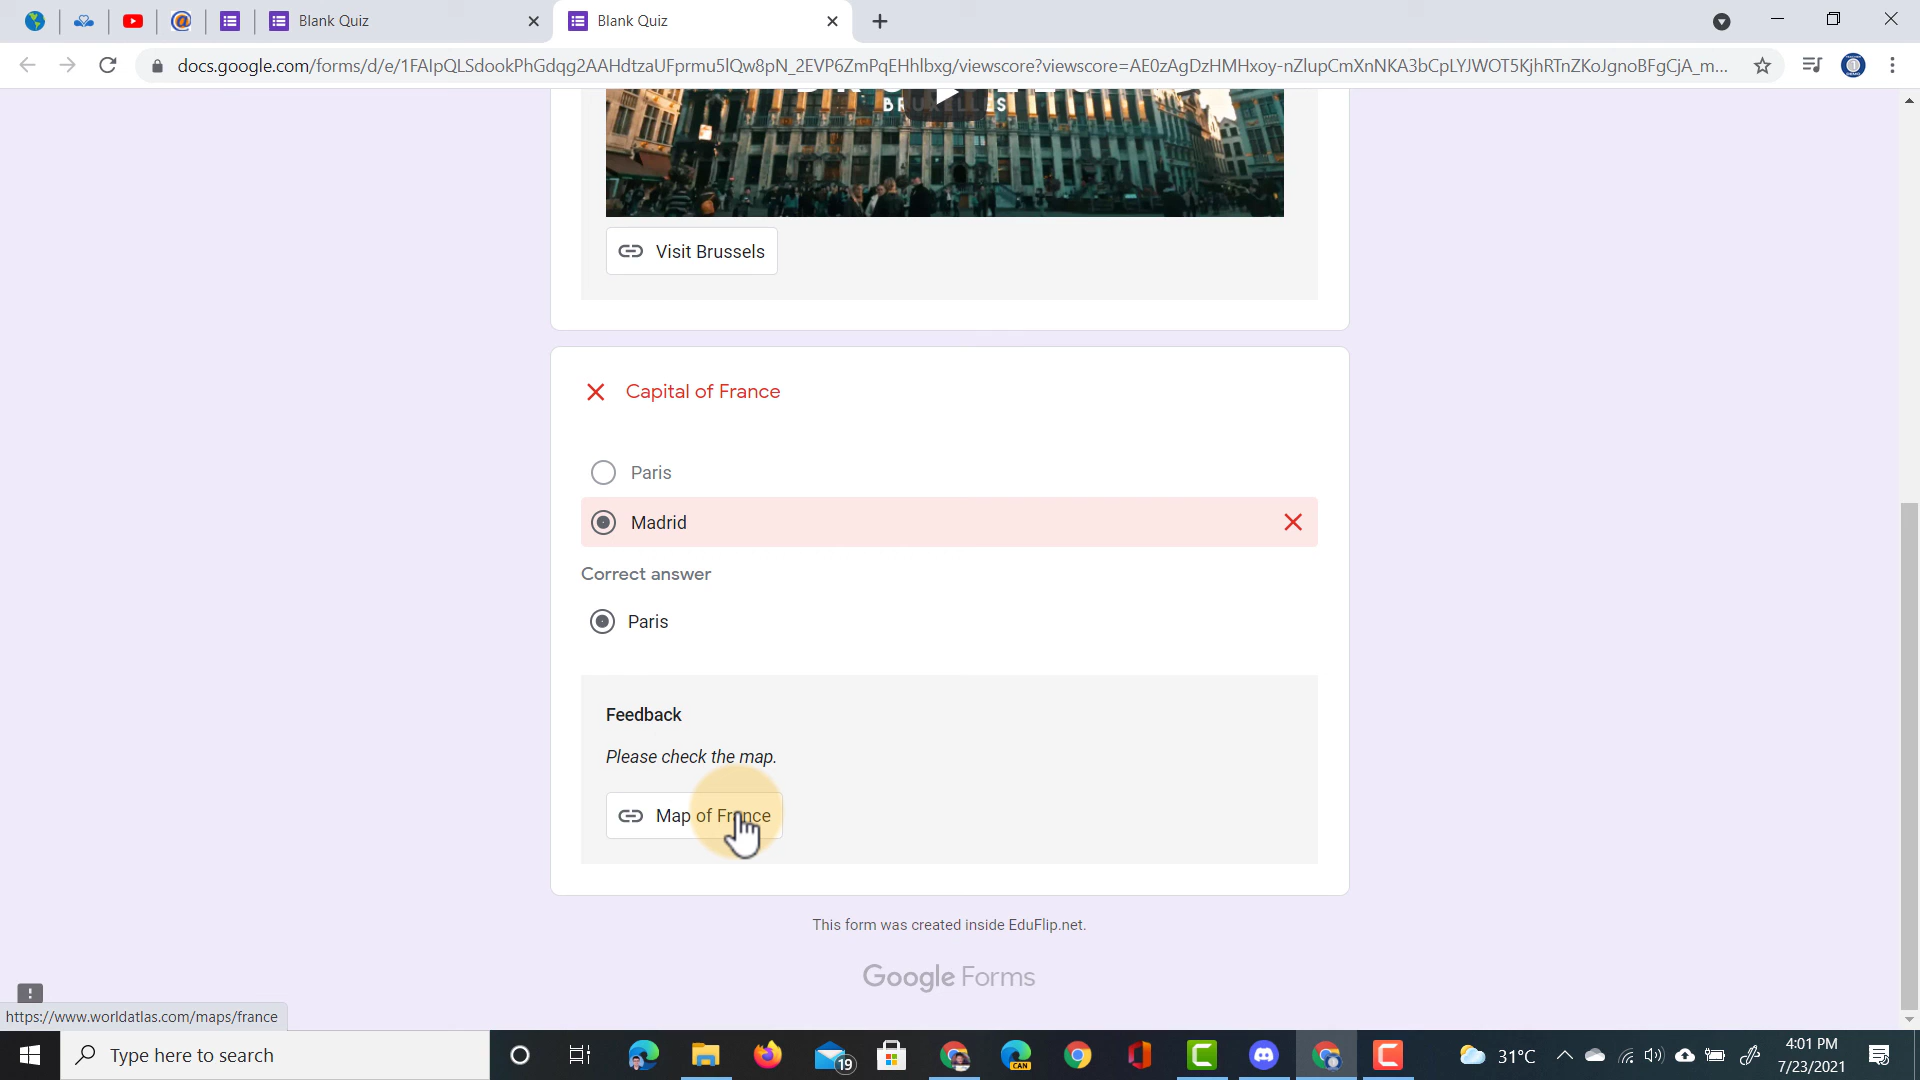 Blank Quiz
Blank Quiz
docs.google.com/forms/d/e/1FAIpQLSdookPhGdqg2AAHdtzaUFprmu5lQw8pN_2EVP6ZmPqEHhlbxg/viewscore?viewscore=AE0zAgDzHMHxoy-nZlupCmXnNKA3bCpLYJWOT5KjhRTnZKoJgnoBFgCjA_m...
Visit Brussels
Capital of France
Paris
Madrid
Correct answer
Paris
Feedback
Please check the map.
Map of France
This form was created inside EduFlip.net.
Google Forms
https://www.worldatlas.com/maps/france
Type here to search
CAN
19
31°C
4:01 PM
7/23/2021